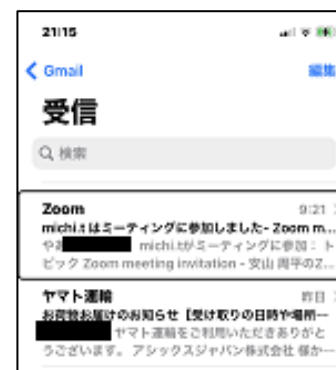 21:15
Gmail
編集
受信
検索
Zoom
9:21
michi.t はミーティングに参加しました- Zoom m...
michi.tがミーティングに参加：ト
ピック Zoom meeting invitation - 安山 周平のZ...
ヤマト運輸
昨日
お荷物お届けのお知らせ【受け取りの日時や場所…
ヤマト運輸をご利用いただきありがと
うございます。 アシックスジャパン株式会社 様か…